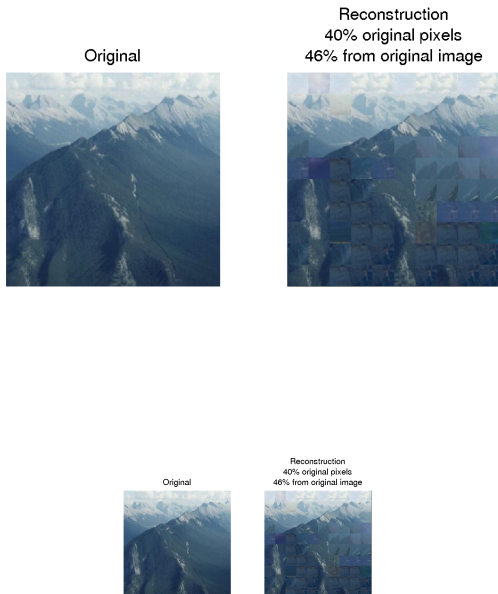 Original
Reconstruction
40% original pixels
46% from original image
Original
Reconstruction
40% original pixels
46% from original image